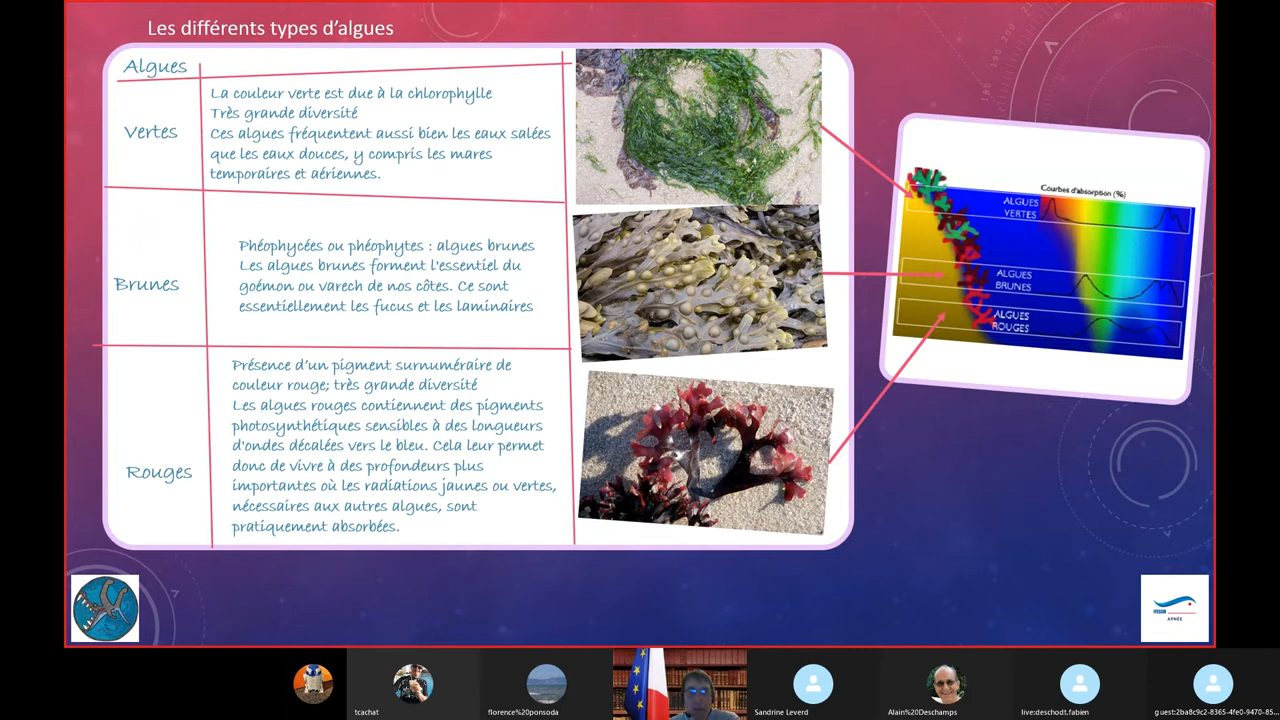 Les différents types d’algues
Algues
Vertes
La couleur verte est due à la chlorophylle
Très grande diversité
Ces algues fréquentent aussi bien les eaux salées
que les eaux douces, y compris les mares
temporaires et aériennes.
Brunes
Phéophycées ou phéophytes : algues brunes
Les algues brunes forment l'essentiel du
goénon ou varech de nos côtes. Ce sont
essentiellement les fucus et les laminaires
Rouges
Présence d’un pigment surnuméraire de
couleur rouge; très grande diversité
Les algues rouges contiennent des pigments
photosynthétiques sensibles à des longueurs
d'ondes décalées vers le bleu. Cela leur permet
donc de vivre à des profondeurs plus
importantes où les radiations jaunes ou vertes,
nécessaires aux autres algues, sont
pratiquement absorbées.
Courbes d'absorption (%)
ALGUES
VERTES
ALGUES
BRUNES
ALGUES
ROUGES
APNÉE
tcachat
florence%20ponsoda
Sandrine Leverd
Alain%20Deschamps
live:deschodt.fabien
guest:2ba8c9c2-8365-4fe0-9470-85...